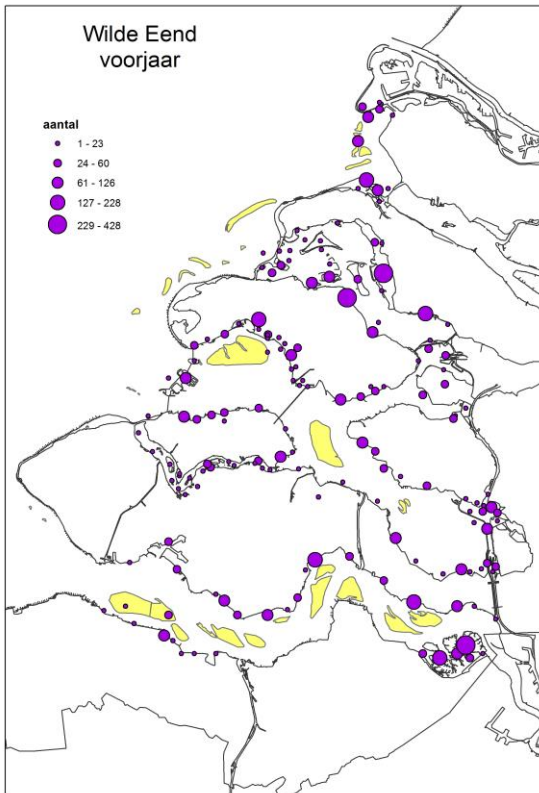 Wilde Eend
voorjaar
aantal
1 - 23
24 - 60
61 - 126
127 - 228
229 - 428